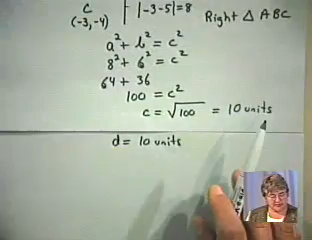 C
(-3,-4)
|-3-5|=8
Right △ ABC
a² + b² = c²
8² + 6² = c²
64 + 36
100 = c²
c = √100 = 10 units
d = 10 units